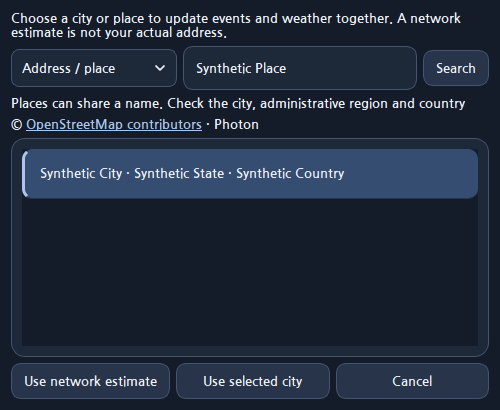 Choose a city or place to update events and weather together. A network
estimate is not your actual address.
Address / place
Synthetic Place
Search
Places can share a name. Check the city, administrative region and country
© OpenStreetMap contributors · Photon
Synthetic City · Synthetic State · Synthetic Country
Use network estimate
Use selected city
Cancel